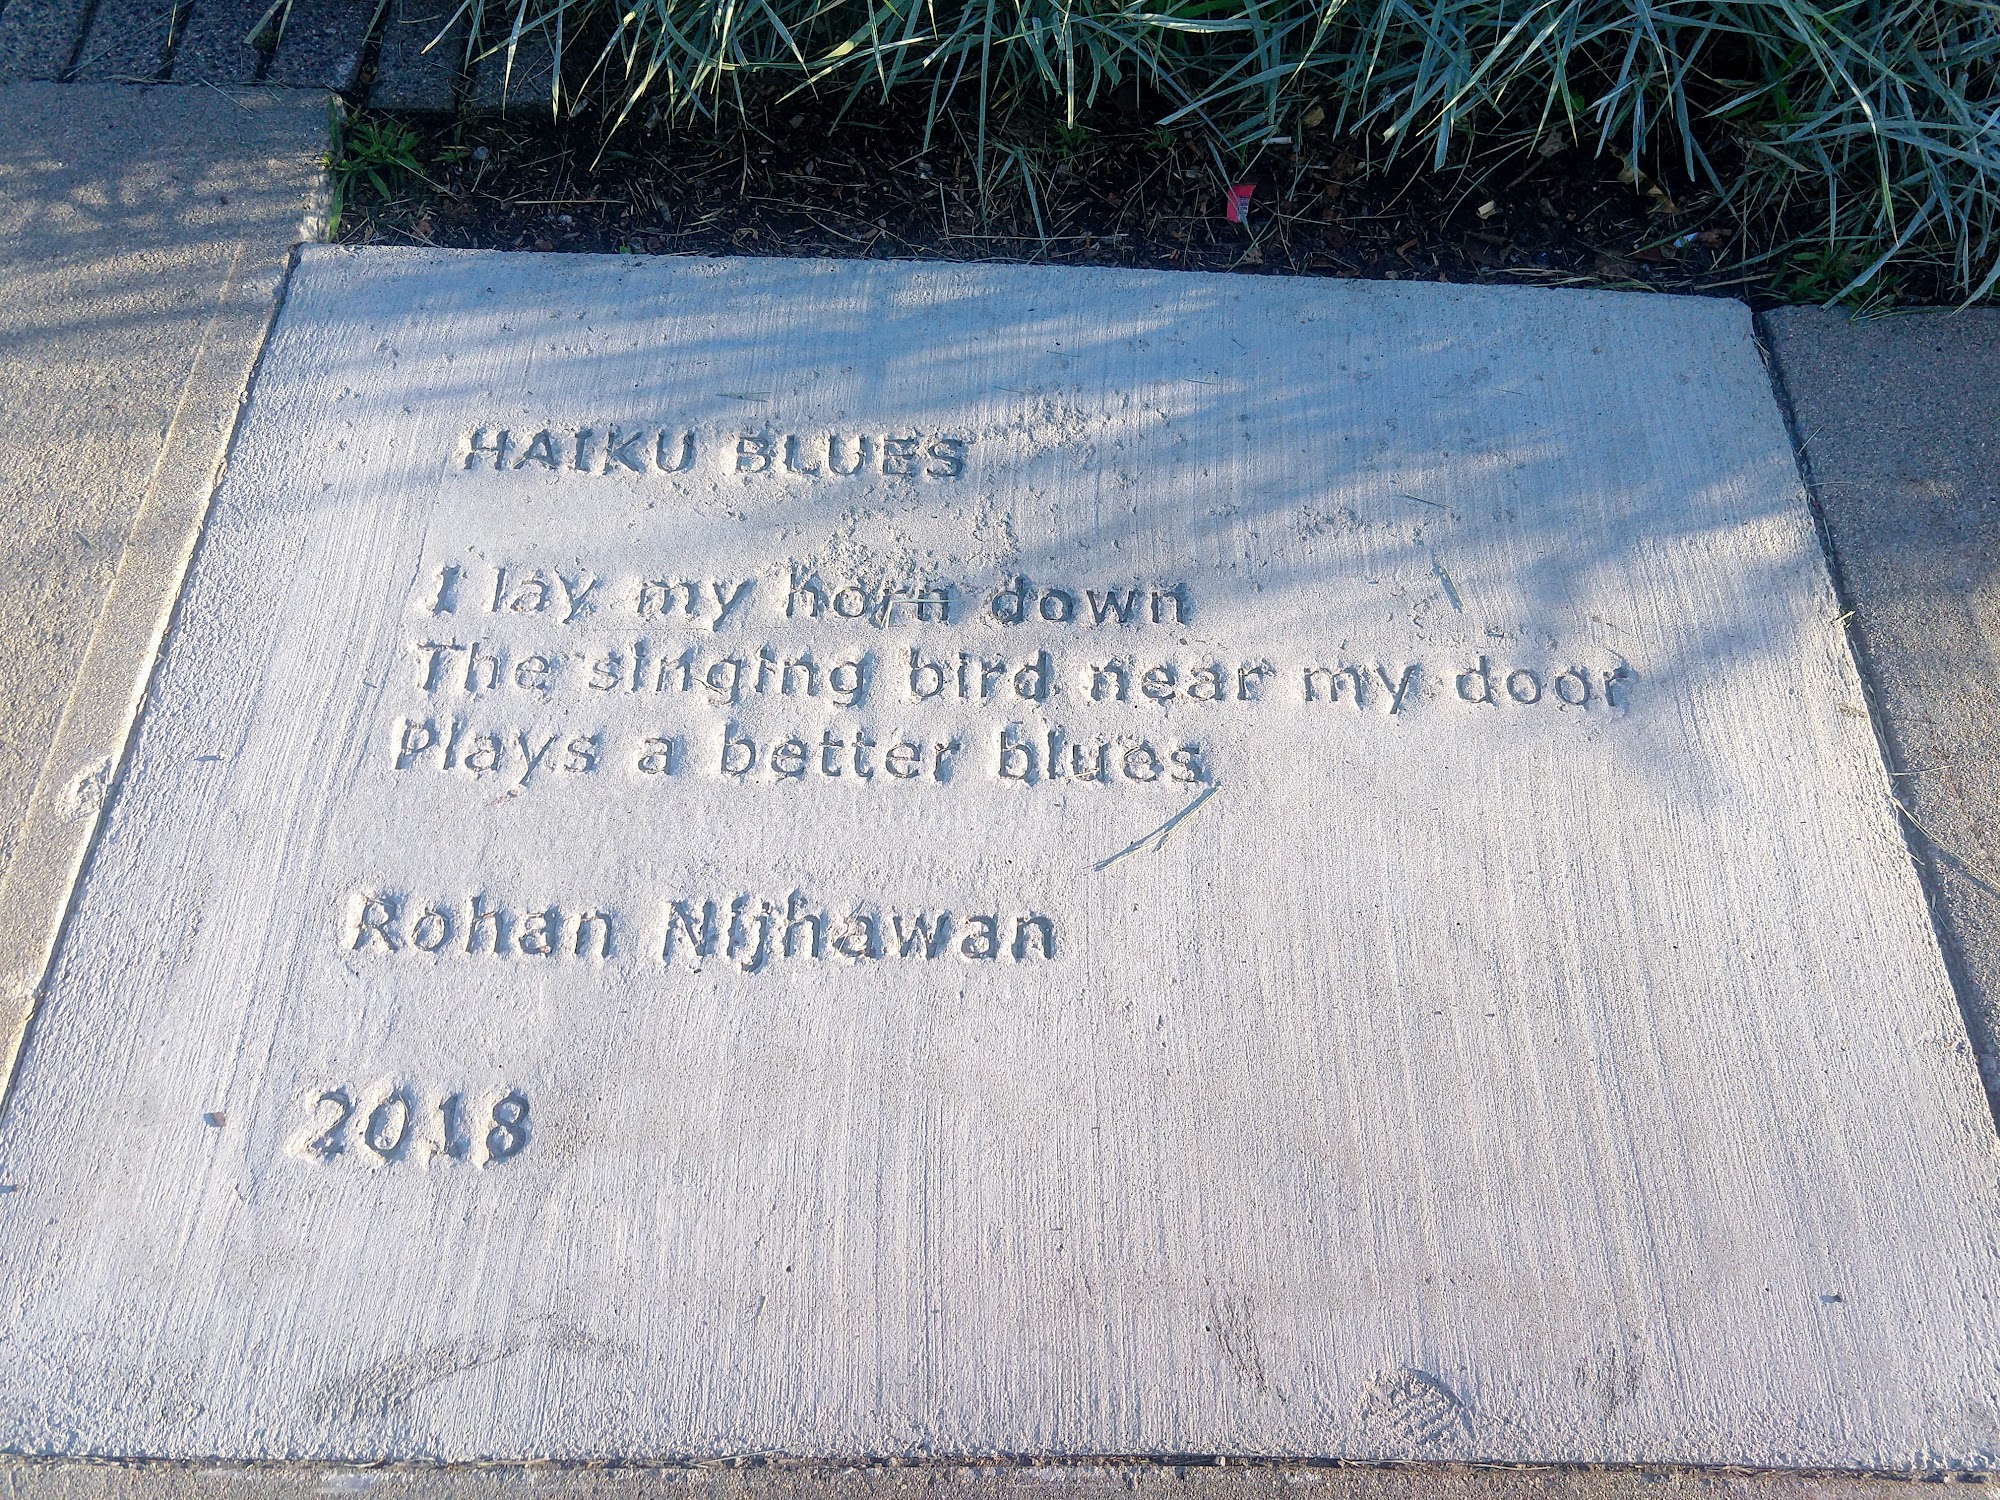 HAIKU BLUES
I lay my horn down
The singing bird near my door
Plays a better blues
Rohan Nijhawan
2018